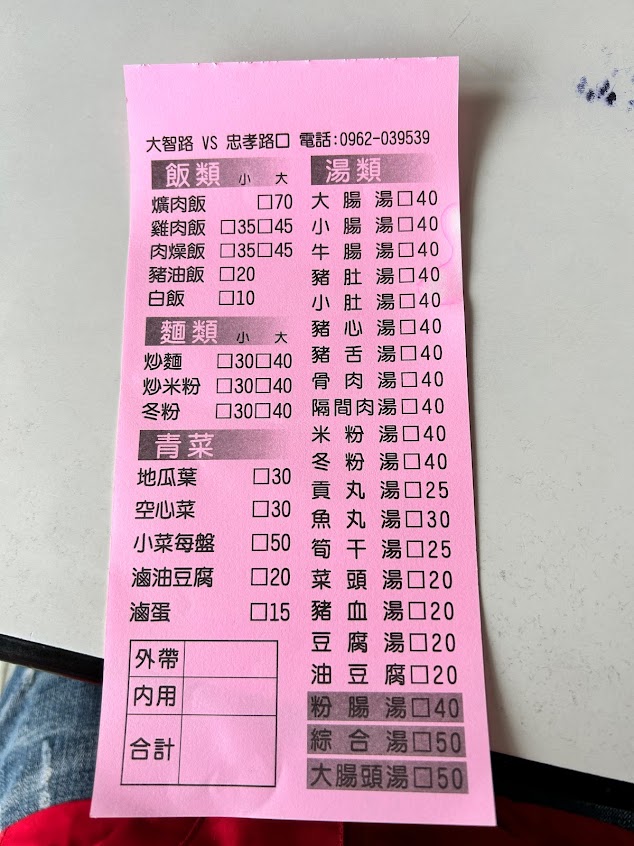 大智路 VS 忠孝路口 電話:0962-039539
飯類 小 大
爌肉飯 □70
雞肉飯 □35□45
肉燥飯 □35□45
豬油飯 □20
白飯 □10
麵類 小 大
炒麵 □30□40
炒米粉 □30□40
冬粉 □30□40
青菜
地瓜葉 □30
空心菜 □30
小菜每盤 □50
滷油豆腐 □20
滷蛋 □15
外帶
內用
合計
湯類
大腸湯□40
小腸湯□40
牛腸湯□40
豬肚湯□40
小肚湯□40
豬心湯□40
豬舌湯□40
骨肉湯□40
隔間肉湯□40
米粉湯□40
冬粉湯□40
貢丸湯□25
魚丸湯□30
筍干湯□25
菜頭湯□20
豬血湯□20
豆腐湯□20
油豆腐□20
粉腸湯□40
綜合湯□50
大腸頭湯□50